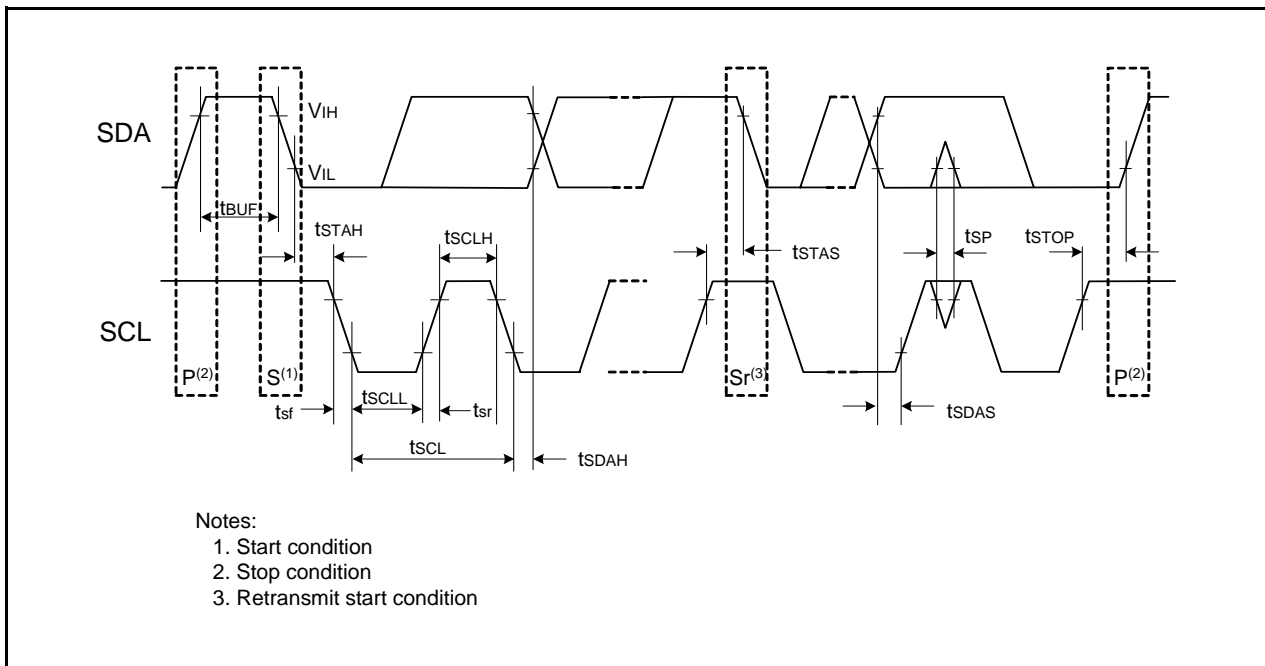 SDA
VIH
VIL
tBUF
tSTAH
tSCLH
tSTAS
tSP
tSTOP
SCL
P(2)
S(1)
Sr(3)
P(2)
tsf
tSCLL
tsr
tSDAS
tSCL
tSDAH
Notes:
1. Start condition
2. Stop condition
3. Retransmit start condition